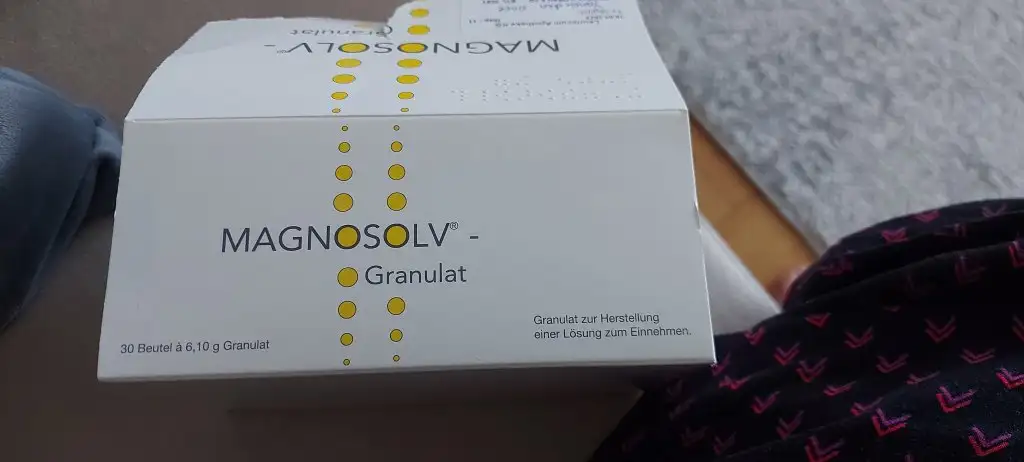 Granulat
MAGNOSOLV® -
MAGNOSOLV® -
Granulat
30 Beutel à 6,10 g Granulat
Granulat zur Herstellung
einer Lösung zum Einnehmen.